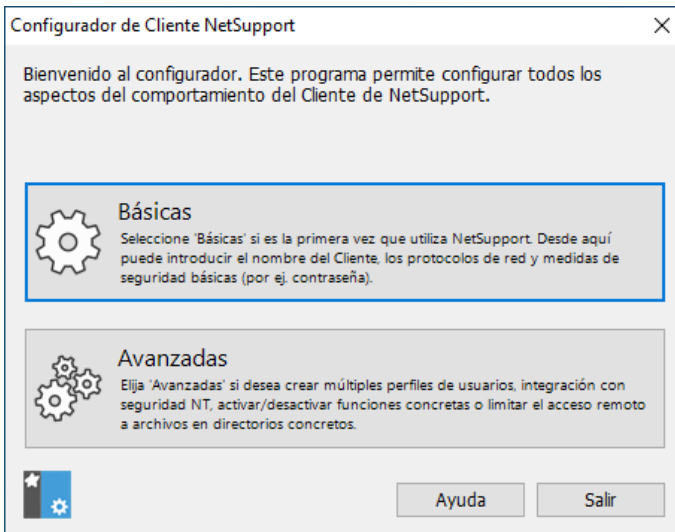 Configurador de Cliente NetSupport
Bienvenido al configurador. Este programa permite configurar todos los
aspectos del comportamiento del Cliente de NetSupport.
Básicas
Seleccione 'Básicas' si es la primera vez que utiliza NetSupport. Desde aquí
puede introducir el nombre del Cliente, los protocolos de red y medidas de
seguridad básicas (por ej. contraseña).
Avanzadas
Elija 'Avanzadas' si desea crear múltiples perfiles de usuarios, integración con
seguridad NT, activar/desactivar funciones concretas o limitar el acceso remoto
a archivos en directorios concretos.
Ayuda
Salir